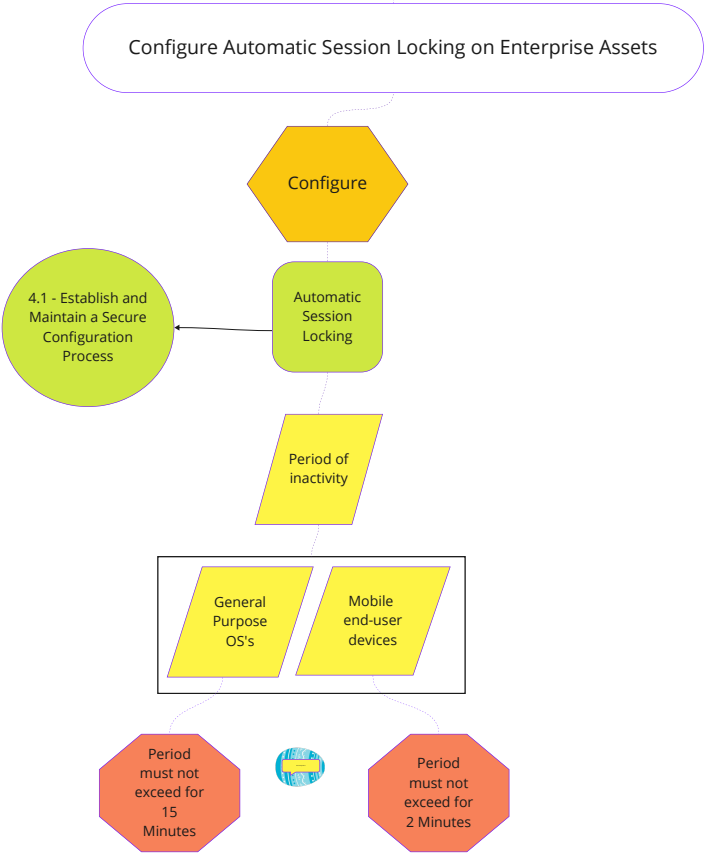 Configure Automatic Session Locking on Enterprise Assets
Configure
4.1 - Establish and
Maintain a Secure
Configuration
Process
Automatic
Session
Locking
Period of
inactivity
General
Purpose
OS's
Mobile
end-user
devices
Period
must not
exceed for
15
Minutes
Period
must not
exceed for
2 Minutes